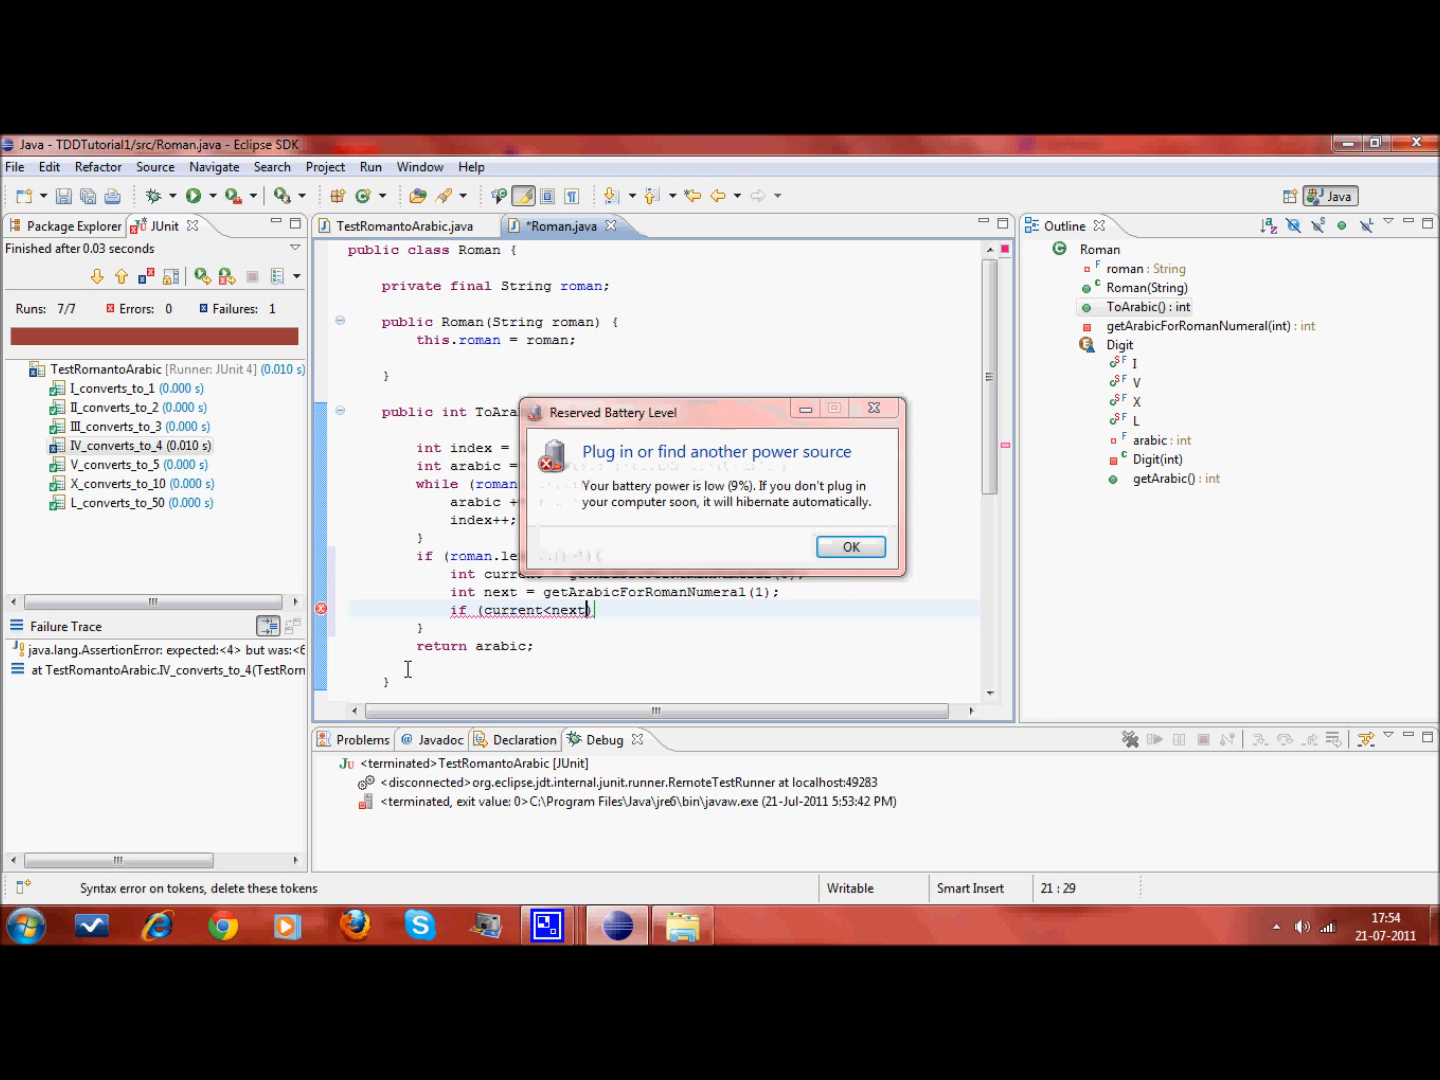 Java - TDDTutorial1/src/Roman.java - Eclipse SDK
File Edit Refactor Source Navigate Search Project Run Window Help
Java
Package Explorer JUnit
Finished after 0.03 seconds
Runs: 7/7 Errors: 0 Failures: 1
TestRomantoArabic [Runner: JUnit 4] (0.010 s)
I_converts_to_1 (0.000 s)
II_converts_to_2 (0.000 s)
III_converts_to_3 (0.000 s)
IV_converts_to_4 (0.010 s)
V_converts_to_5 (0.000 s)
X_converts_to_10 (0.000 s)
L_converts_to_50 (0.000 s)
Failure Trace
java.lang.AssertionError: expected:<4> but was:<6
at TestRomantoArabic.IV_converts_to_4(TestRom
TestRomantoArabic.java *Roman.java
public class Roman {
private final String roman;
public Roman(String roman) {
this.roman = roman;
}
public int ToAra
int index =
int arabic =
while (roman
arabic +
index++;
}
if (roman.le
int current =
int next = getArabicForRomanNumeral(1);
if (current<next)
}
return arabic;
}
Reserved Battery Level
Plug in or find another power source
Your battery power is low (9%). If you don't plug in
your computer soon, it will hibernate automatically.
OK
Outline
Roman
roman : String
Roman(String)
ToArabic() : int
getArabicForRomanNumeral(int) : int
Digit
I
V
X
L
arabic : int
Digit(int)
getArabic() : int
Problems Javadoc Declaration Debug
<terminated>TestRomantoArabic [JUnit]
<disconnected>org.eclipse.jdt.internal.junit.runner.RemoteTestRunner at localhost:49283
<terminated, exit value: 0>C:\Program Files\Java\jre6\bin\javaw.exe (21-Jul-2011 5:53:42 PM)
Syntax error on tokens, delete these tokens Writable Smart Insert 21 : 29
17:54
21-07-2011